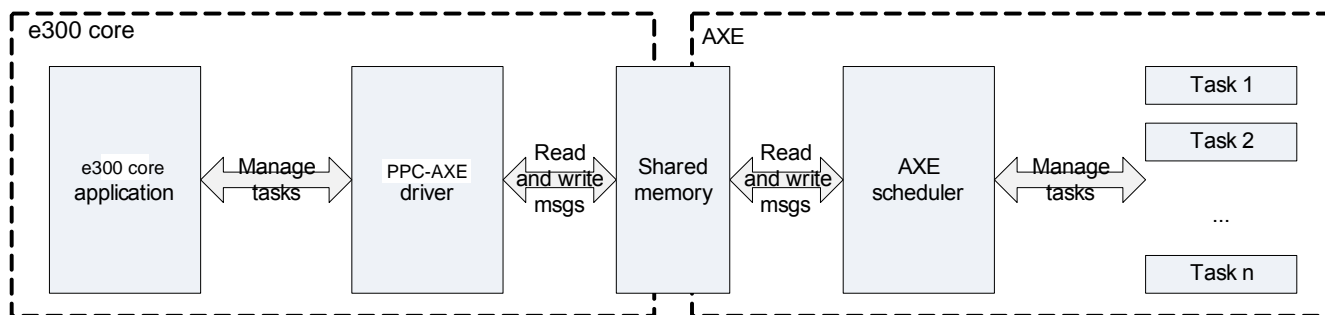 e300 core
AXE
e300 core
application
Manage
tasks
PPC-AXE
driver
Read
and write
msgs
Shared
memory
Read
and write
msgs
AXE
scheduler
Manage
tasks
Task 1
Task 2
...
Task n